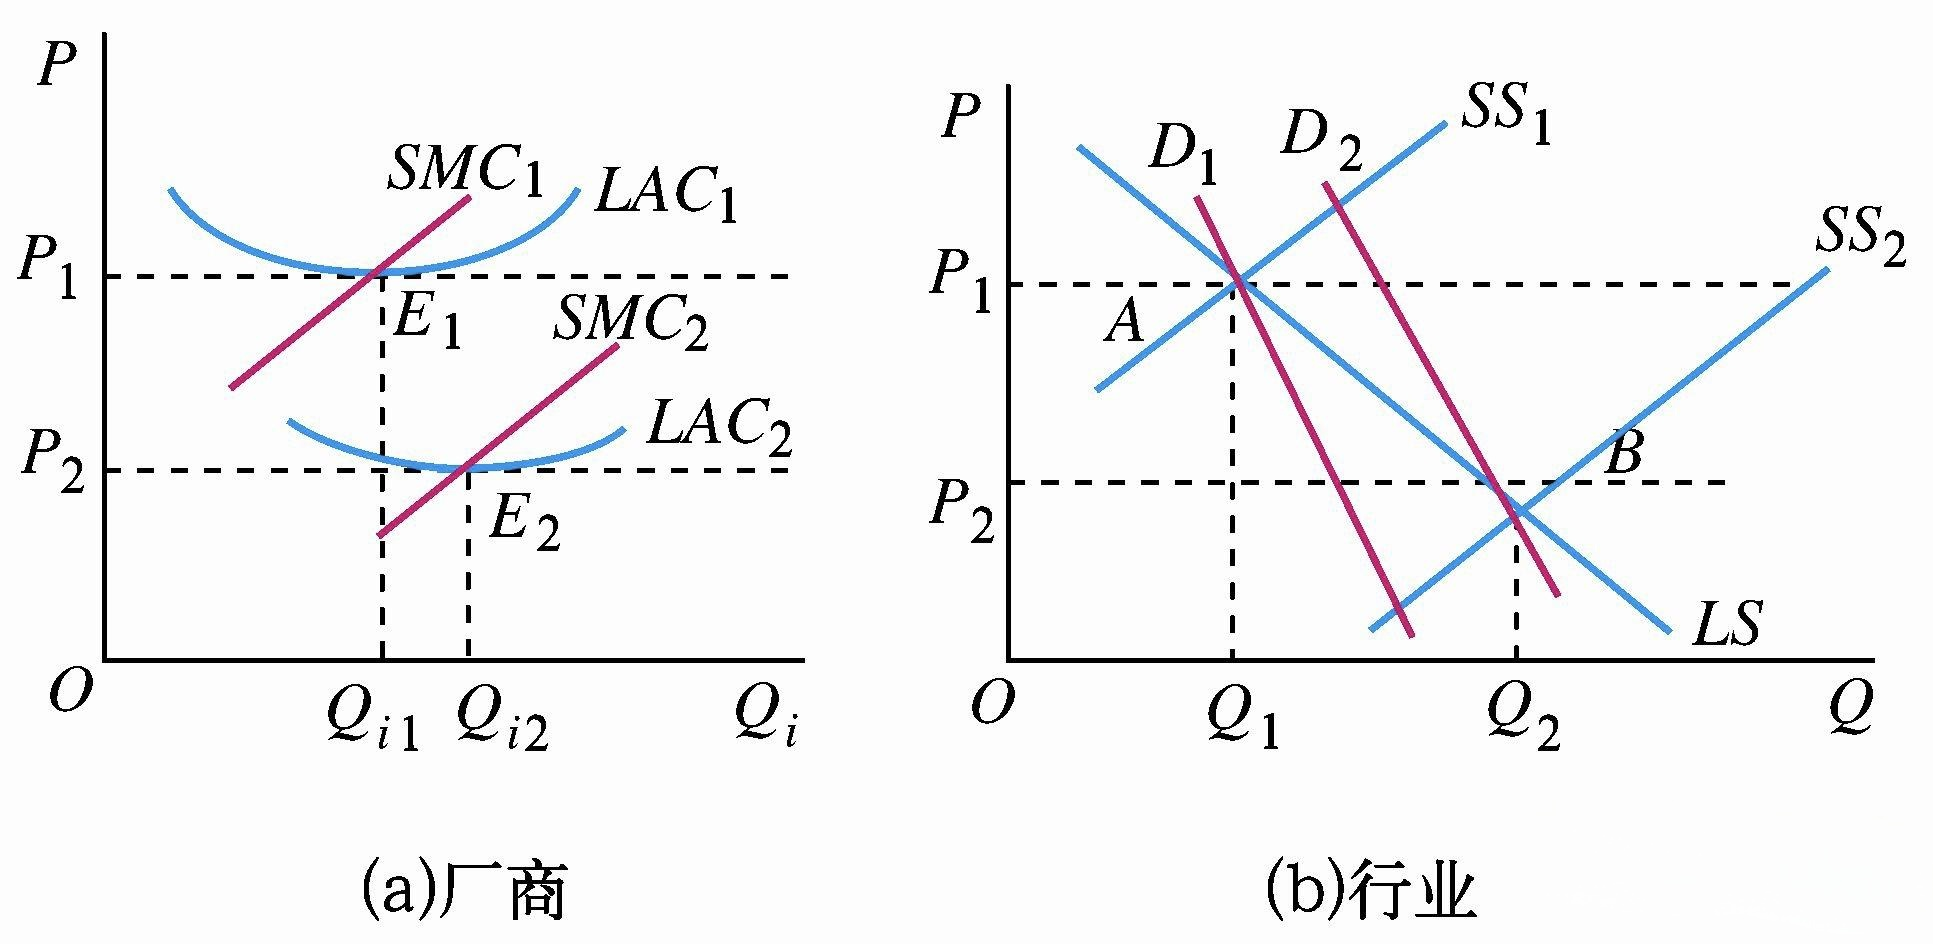 P
SMC1
LAC1
P1
E1
SMC2
LAC2
P2
E2
O
Qi1
Qi2
Qi
(a)厂商
P
D1
D2
SS1
SS2
P1
A
B
P2
LS
O
Q1
Q2
Q
(b)行业